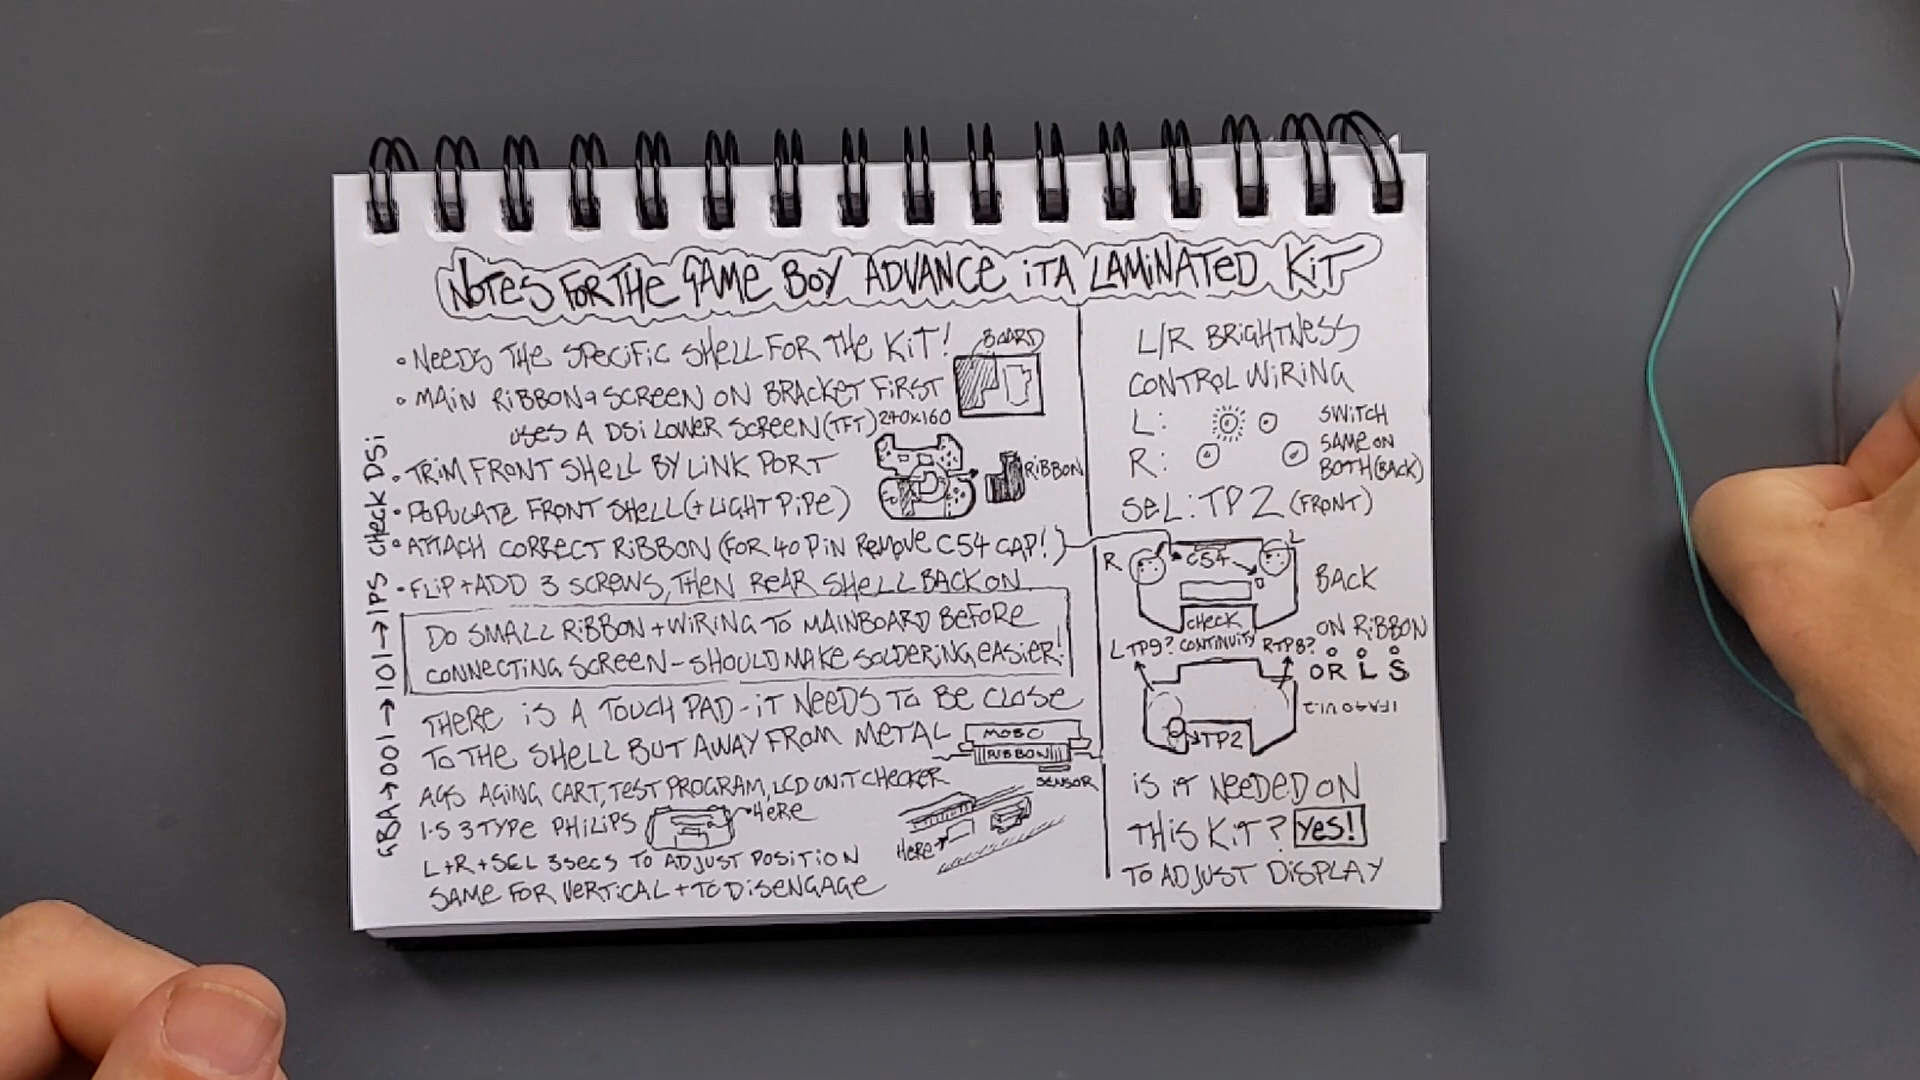 NOTES FOR THE GAME BOY ADVANCE iTA LAMINATED KIT
• NEEDS THE SPECIFIC SHELL FOR THE KIT!
BOARD
• MAIN RIBBON + SCREEN ON BRACKET FIRST
USES A DSi LOWER SCREEN (TFT) 240x160
• TRIM FRONT SHELL BY LINK PORT
RIBBON
• POPULATE FRONT SHELL (+ LIGHT PIPE)
• ATTACH CORRECT RIBBON (FOR 40 PIN REMOVE C54 CAP!)
• FLIP + ADD 3 SCREWS, THEN REAR SHELL BACK ON
DO SMALL RIBBON + WIRING TO MAINBOARD BEFORE
CONNECTING SCREEN - SHOULD MAKE SOLDERING EASIER!
THERE IS A TOUCH PAD - IT NEEDS TO BE CLOSE
TO THE SHELL BUT AWAY FROM METAL
MOBO
RIBBON
SENSOR
AGS AGING CART, TEST PROGRAM, LCD UNIT CHECKER
1.5 3 TYPE PHILIPS
HERE
HERE
L+R+SEL 3SECS TO ADJUST POSITION
SAME FOR VERTICAL + TO DISENGAGE
GBA → 001 → 101 → IPS CHECK DSi
L/R BRIGHTNESS
CONTROL WIRING
L:
R:
SWITCH
SAME ON
BOTH (BACK)
SEL: TP2 (FRONT)
R
C54
L
BACK
CHECK
CONTINUITY
L TP9?
R TP8?
ON RIBBON
OR L S
TP2
IS IT NEEDED ON
THIS KIT? YES!
TO ADJUST DISPLAY